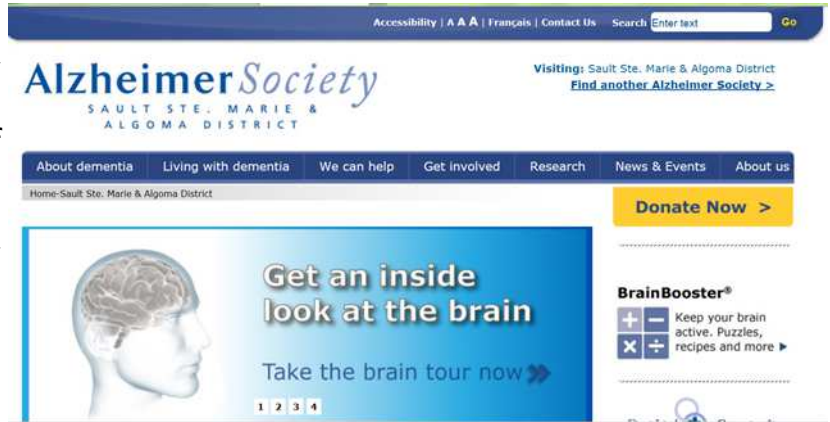 Accessibility | A A A | Français | Contact Us Search Enter text Go
Alzheimer Society
SAULT STE. MARIE &
ALGOMA DISTRICT
Visiting: Sault Ste. Marie & Algoma District
Find another Alzheimer Society >
About dementia Living with dementia We can help Get involved Research News & Events About us
Home-Sault Ste. Marie & Algoma District
Donate Now >
Get an inside
look at the brain
Take the brain tour now
1 2 3 4
BrainBooster®
+ − × ÷
Keep your brain
active. Puzzles,
recipes and more